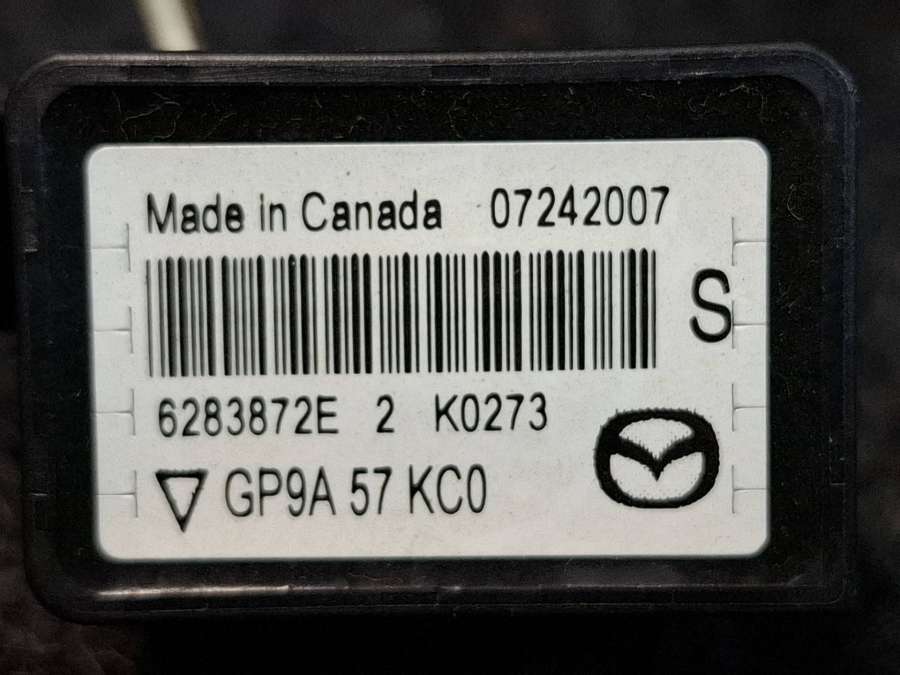 Made in Canada 07242007
S
6283872E 2 K0273
GP9A 57 KC0